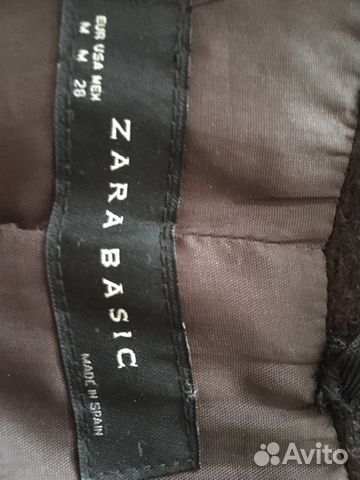 EUR USA MEX
M M 28
ZARA BASIC
MADE IN SPAIN
Avito